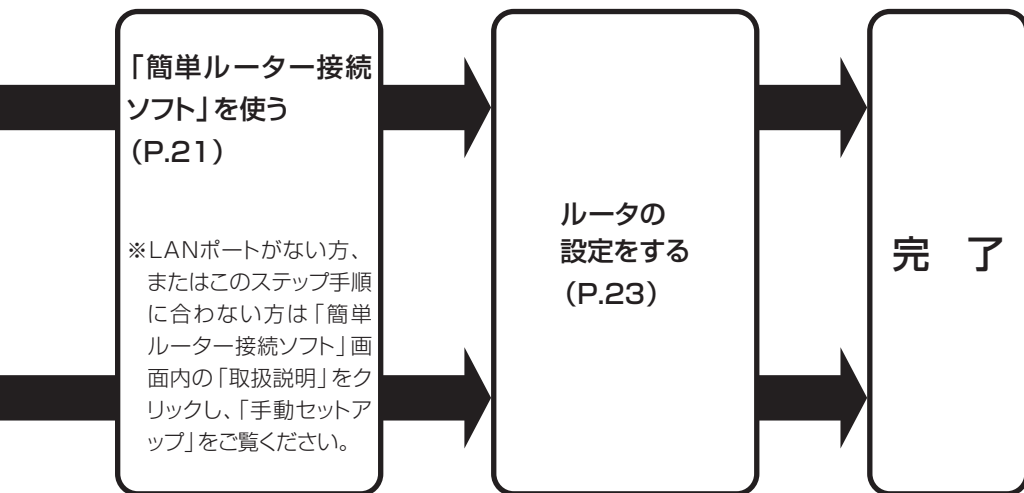 「簡単ルーター接続
ソフト」を使う
（P.21）
※LANポートがない方、
またはこのステップ手順
に合わない方は「簡単
ルーター接続ソフト」画
面内の「取扱説明」をク
リックし、「手動セットア
ップ」をご覧ください。
ルータの
設定をする
（P.23）
完　了